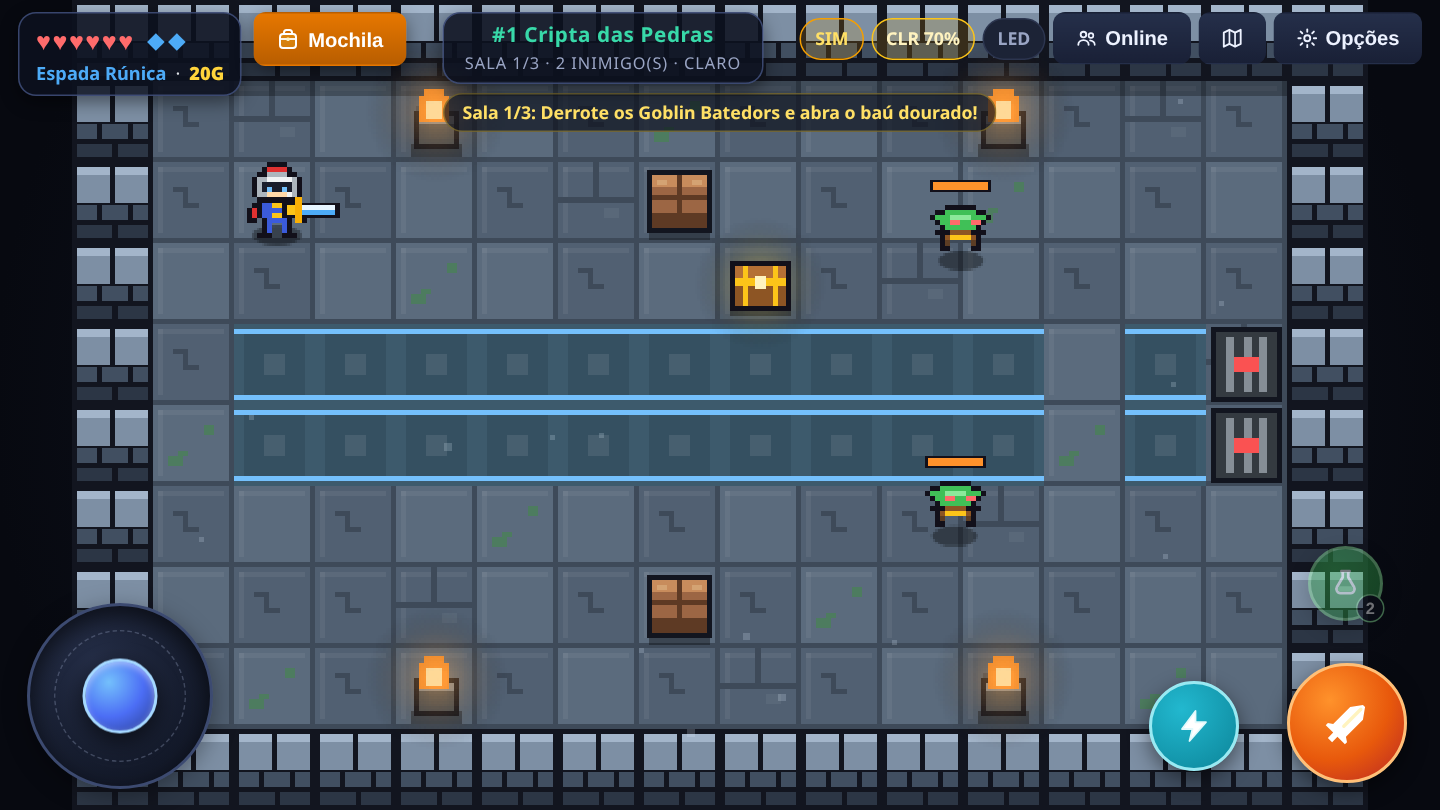 ♥♥♥♥♥♥ ◆◆
Espada Rúnica · 20G
Mochila
#1 Cripta das Pedras
SALA 1/3 · 2 INIMIGO(S) · CLARO
SIM
CLR 70%
LED
Online
Opções
Sala 1/3: Derrote os Goblin Batedors e abra o baú dourado!
2